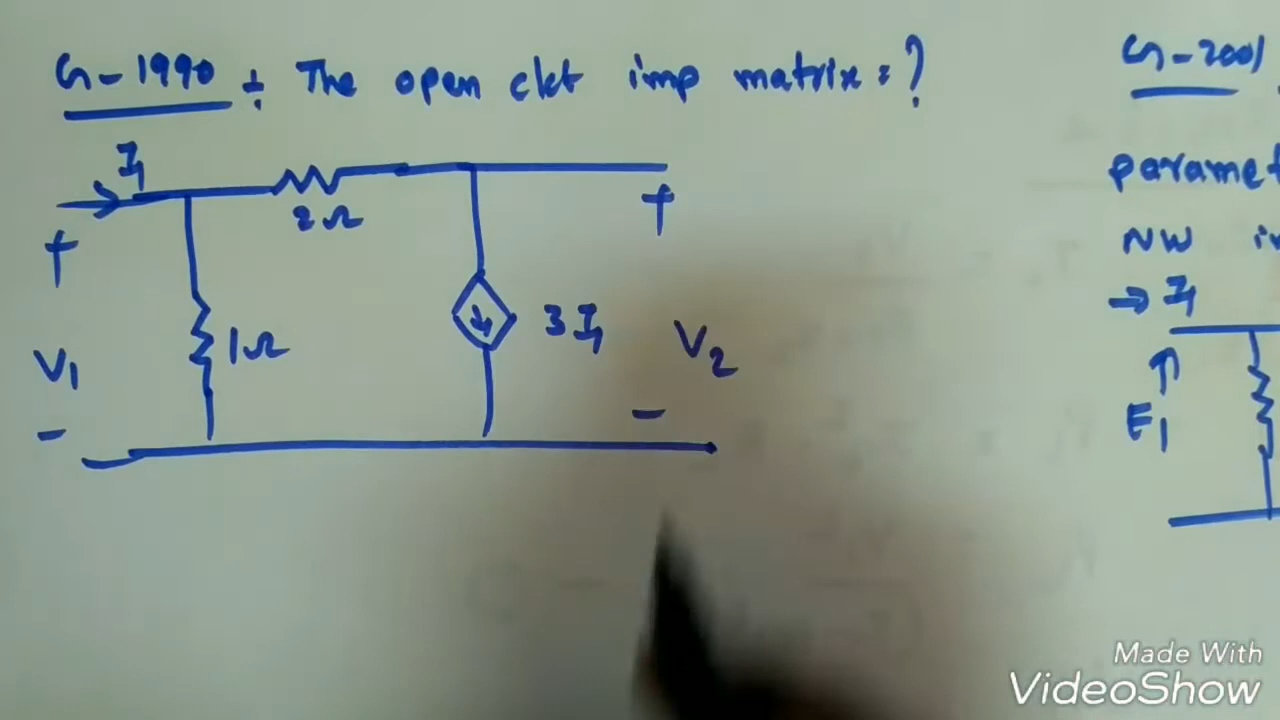 G-1990 ÷ The open ckt imp matrix = ?
I1
2Ω
+
+
1Ω
3I1
V1
V2
-
-
G-2001
NW
→ I1
E1
Made With
VideoShow